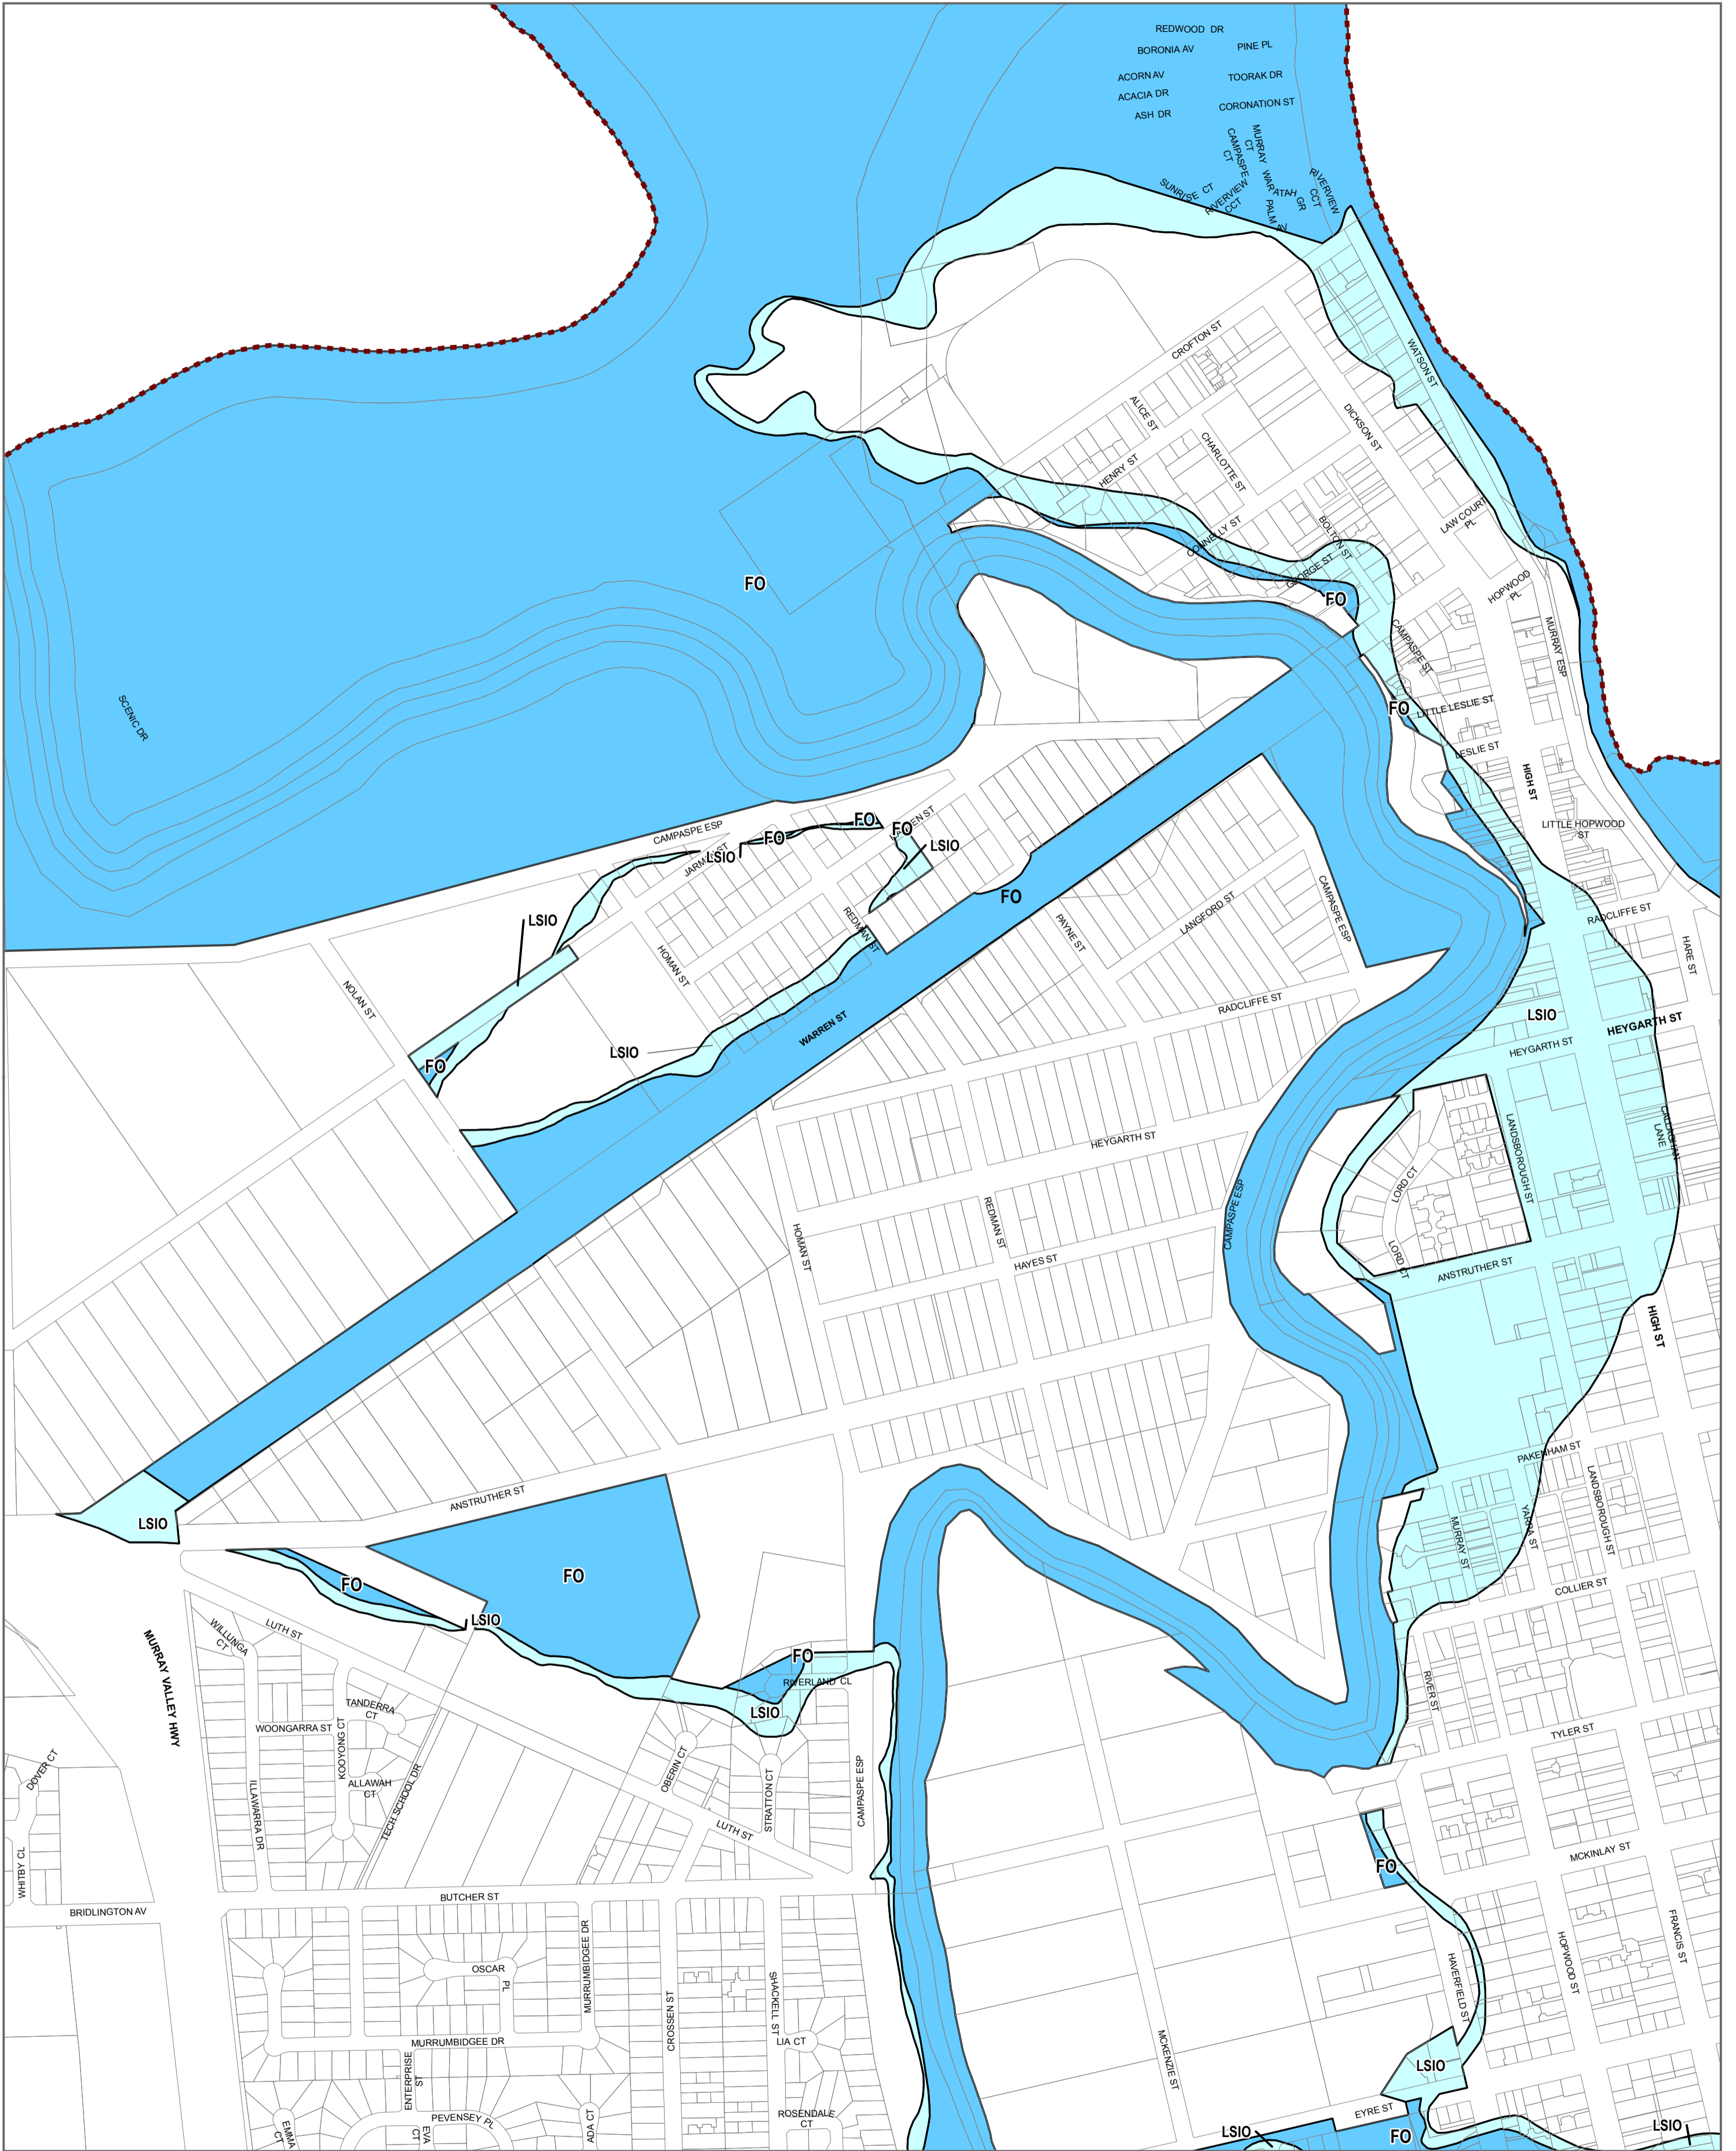 REDWOOD DR
BORONIA AV
PINE PL
ACORN AV
TOORAK DR
ACACIA DR
CORONATION ST
ASH DR
CAMPASPE CT
MURRAY CT
WARATAH GR
SUNRISE CT
RIVERVIEW CCT
RIVERVIEW CCT
PALM AV
CROFTON ST
WATSON ST
ALICE ST
DICKSON ST
HENRY ST
CHARLOTTE ST
LAW COURT PL
CONNELLY ST
BOLTON ST
GEORGE ST
HOPWOOD PL
FO
FO
CAMPASPE ST
MURRAY ESP
SCENIC DR
FO
LITTLE LESLIE ST
LESLIE ST
HIGH ST
CAMPASPE ESP
FO
FO
FO
LITTLE HOPWOOD ST
JARMAN ST
LSIO
LSIO
FO
LSIO
REDMAN ST
PAYNE ST
LANGFORD ST
CAMPASPE ESP
RADCLIFFE ST
HARE ST
HOMAN ST
NOLAN ST
RADCLIFFE ST
LSIO
HEYGARTH ST
WARREN ST
LSIO
FO
HEYGARTH ST
HEYGARTH ST
CALLAGHAN LANE
LANDSBOROUGH ST
LORD CT
LORD CT
CAMPASPE ESP
REDMAN ST
HOMAN ST
HAYES ST
ANSTRUTHER ST
HIGH ST
PAKENHAM ST
LANDSBOROUGH ST
ANSTRUTHER ST
LSIO
MURRAY ST
YARRA ST
FO
FO
COLLIER ST
LSIO
LUTH ST
WILLUNGA CT
MURRAY VALLEY HWY
FO
RIVERLAND CL
LSIO
RIVER ST
TANDERRA CT
WOONGARRA ST
KOOYONG CT
TYLER ST
DOVER CT
ALLAWAH CT
ILLAWARRA DR
TECH SCHOOL DR
OBERIN CT
STRATTON CT
CAMPASPE ESP
LUTH ST
WHITBY CL
MCKINLAY ST
FO
BUTCHER ST
BRIDLINGTON AV
FRANCIS ST
HOPWOOD ST
HAVERFIELD ST
OSCAR PL
MURRUMBIDGEE DR
SHACKELL ST
CROSSEN ST
MURRUMBIDGEE DR
LIA CT
MCKENZIE ST
ENTERPRISE ST
LSIO
PEVENSEY PL
ROSENDALE CT
EYRE ST
EMMA CT
EVA CT
ADA CT
LSIO
FO
LSIO